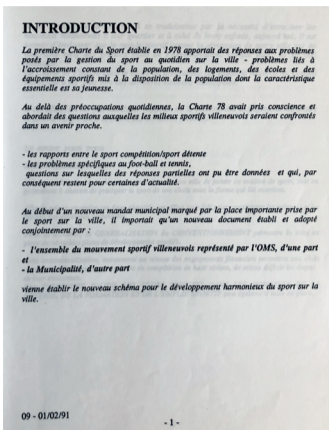 INTRODUCTION
La première Charte du Sport établie en 1978 apportait des réponses aux problèmes
posés par la gestion du sport au quotidien sur la ville - problèmes liés à
l'accroissement constant de la population, des logements, des écoles et des
équipements sportifs mis à la disposition de la population dont la caractéristique
essentielle est sa jeunesse.
Au delà des préoccupations quotidiennes, la Charte 78 avait pris conscience et
abordait des questions auxquelles les milieux sportifs villeneuvois seraient confrontés
dans un avenir proche.
- les rapports entre le sport compétition/sport détente
- les problèmes spécifiques au foot-ball et tennis,
- questions sur lesquelles des réponses partielles ont pu être données et qui, par
conséquent restent pour certaines d'actualité.
Au début d'un nouveau mandat municipal marqué par la place importante prise par
le sport sur la ville, il importait qu'un nouveau document établi et adopté
conjointement par :
- l'ensemble du mouvement sportif villeneuvois représenté par l'OMS, d'une part
et
- la Municipalité, d'autre part
vienne établir le nouveau schéma pour le développement harmonieux du sport sur la
ville.
09 - 01/02/91
- 1 -